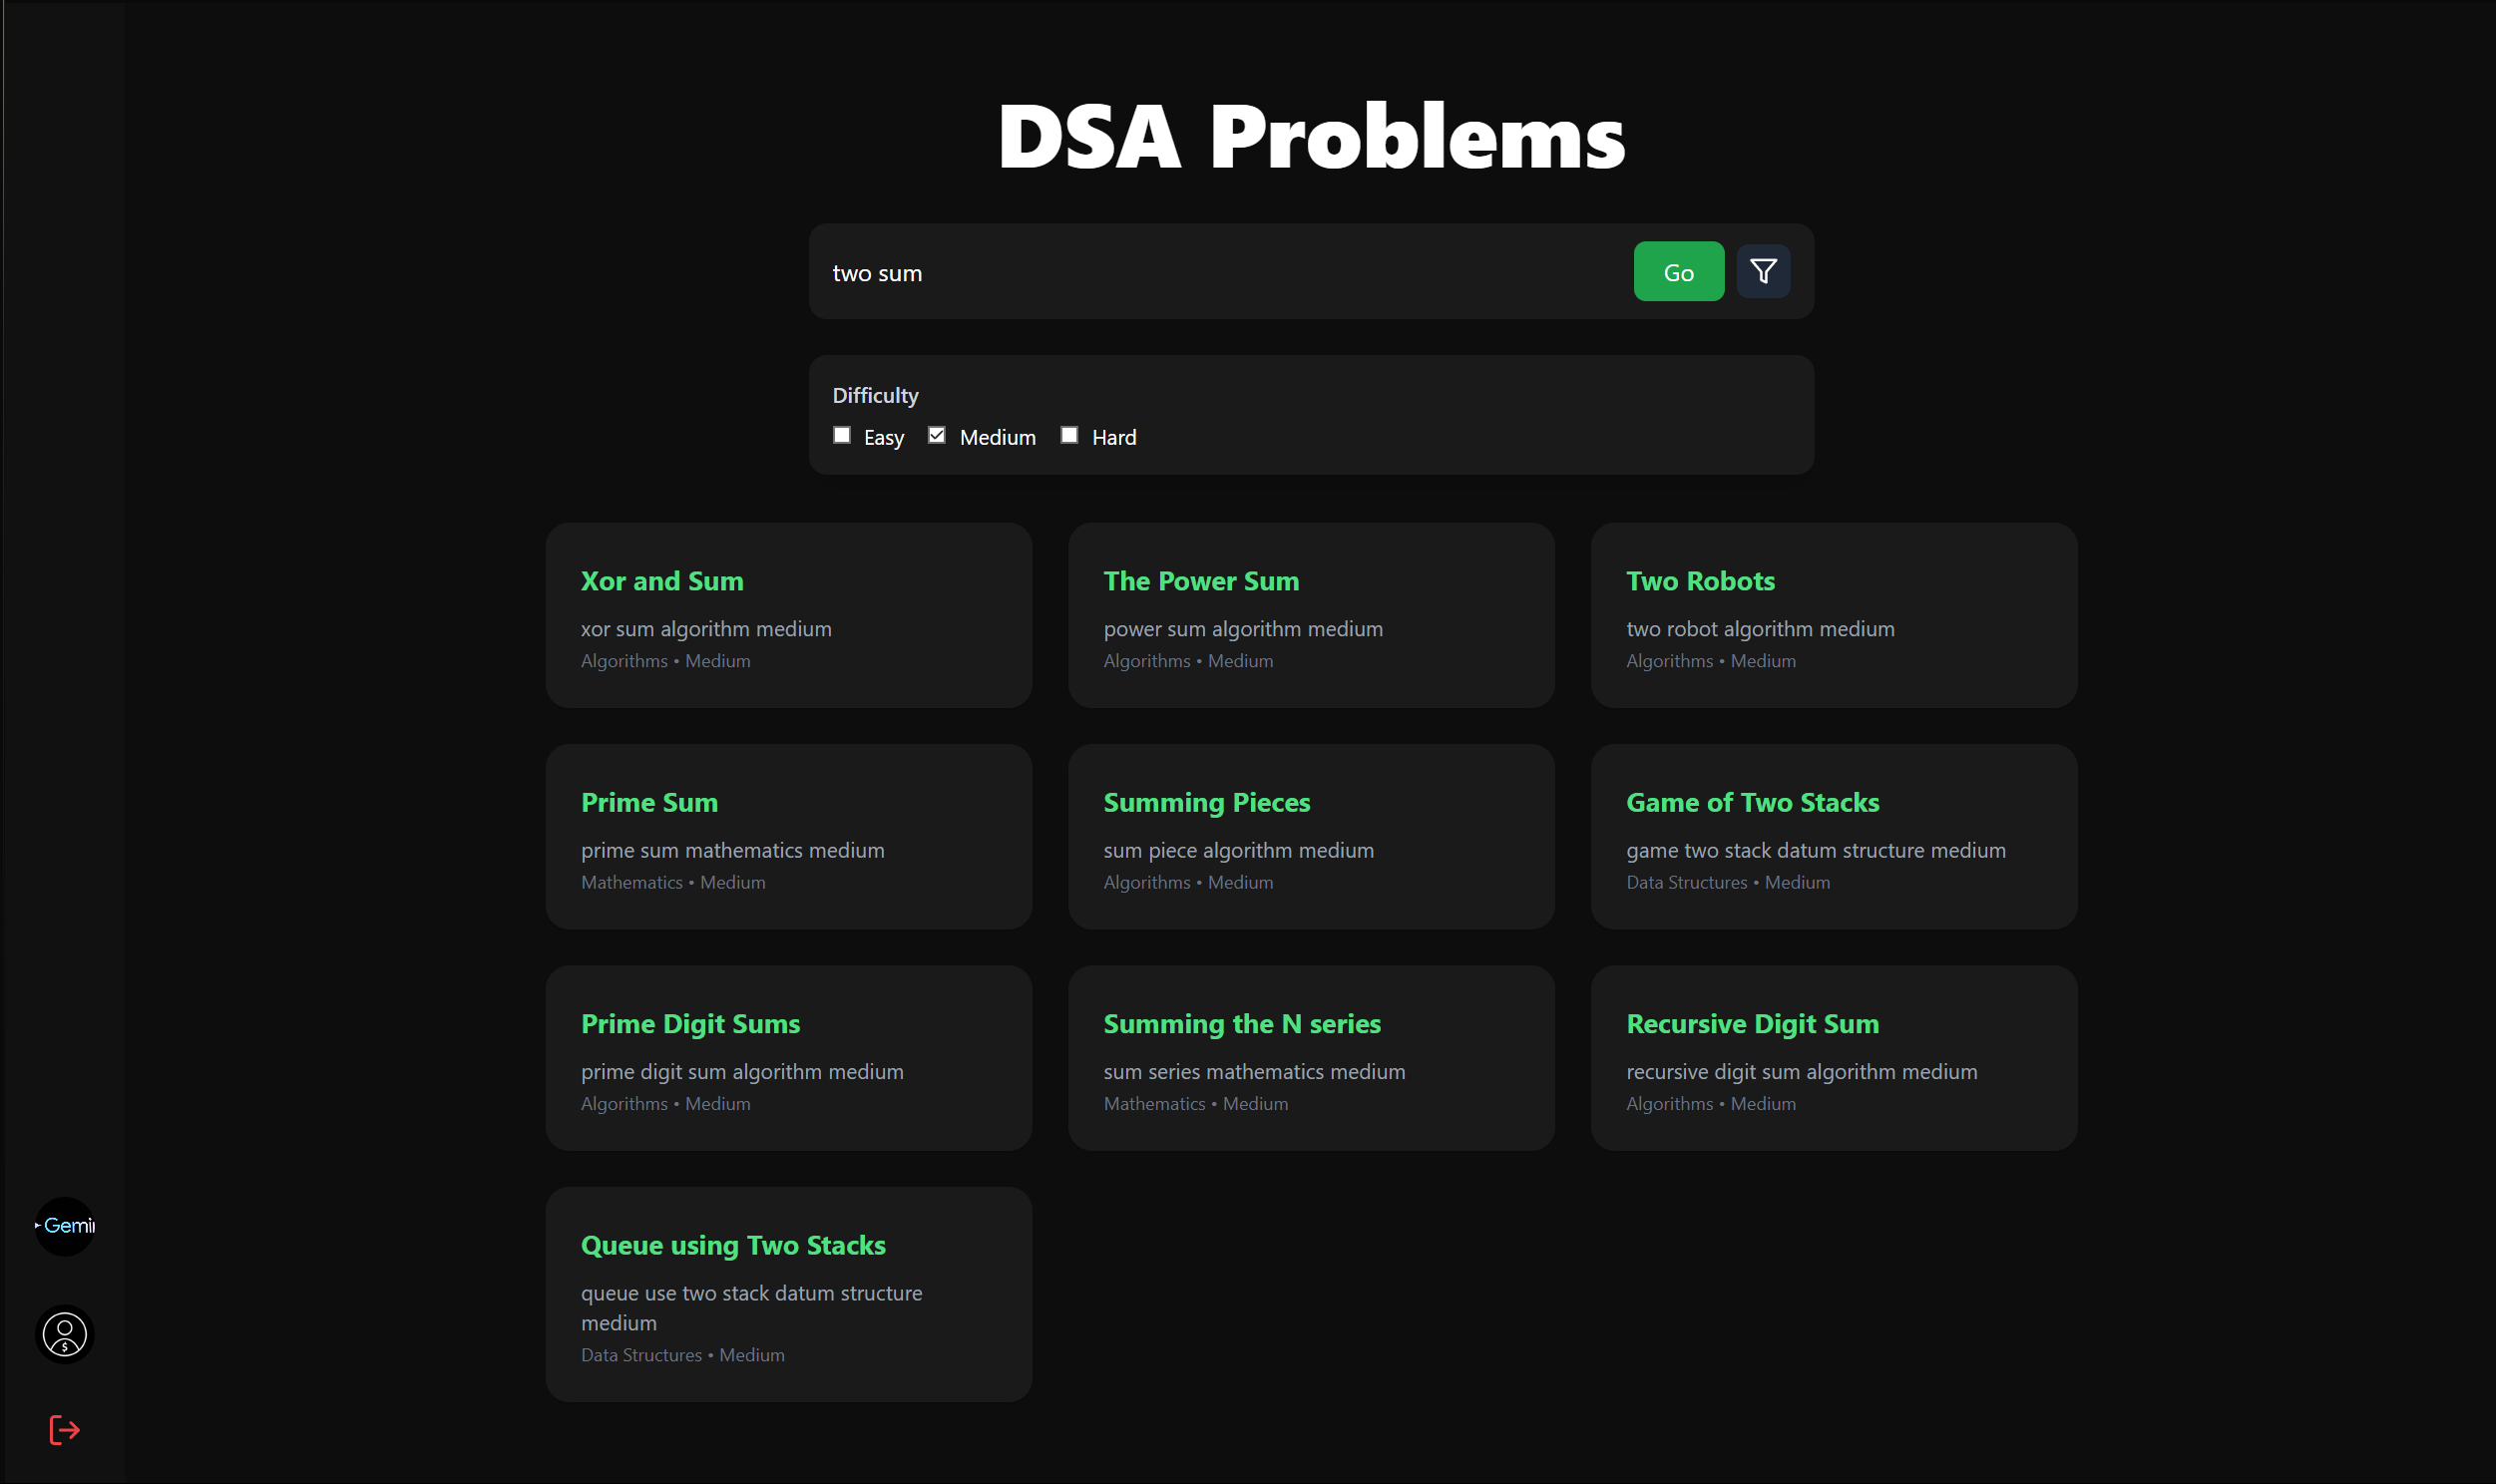 DSA Problems
two sum
Go
Difficulty
Easy Medium Hard
Xor and Sum
xor sum algorithm medium
Algorithms • Medium
The Power Sum
power sum algorithm medium
Algorithms • Medium
Two Robots
two robot algorithm medium
Algorithms • Medium
Prime Sum
prime sum mathematics medium
Mathematics • Medium
Summing Pieces
sum piece algorithm medium
Algorithms • Medium
Game of Two Stacks
game two stack datum structure medium
Data Structures • Medium
Prime Digit Sums
prime digit sum algorithm medium
Algorithms • Medium
Summing the N series
sum series mathematics medium
Mathematics • Medium
Recursive Digit Sum
recursive digit sum algorithm medium
Algorithms • Medium
Queue using Two Stacks
queue use two stack datum structure
medium
Data Structures • Medium
Gemi
$